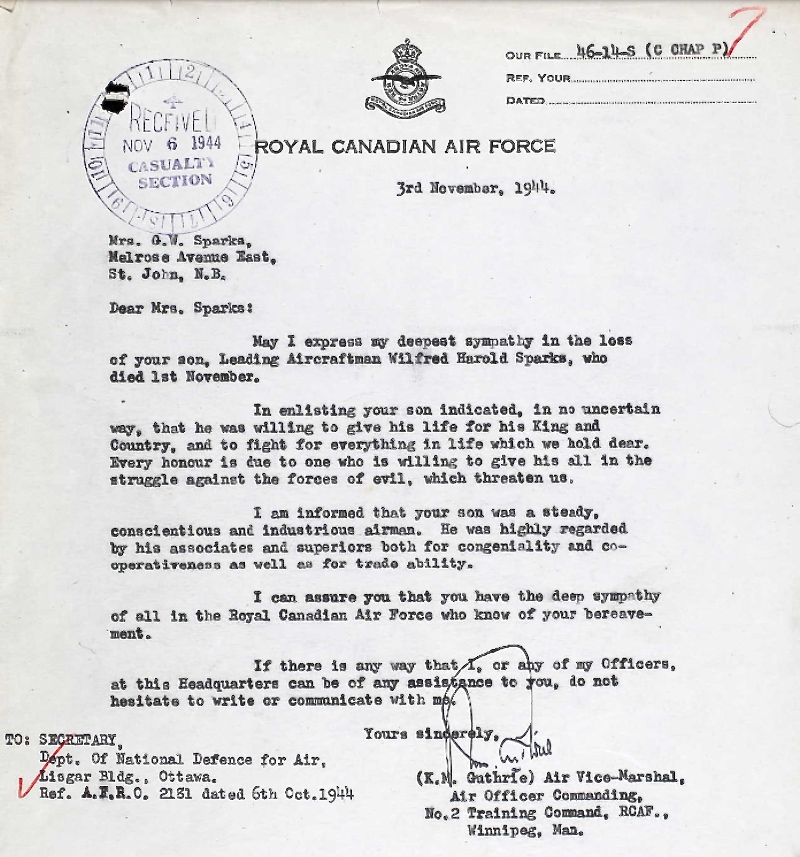 OUR FILE 46-14-S (C CHAP P)
REF. YOUR
DATED
RECEIVED
NOV 6 1944
CASUALTY
SECTION
ROYAL CANADIAN AIR FORCE
3rd November, 1944.
Mrs. G.W. Sparks,
Melrose Avenue East,
St. John, N.B.
Dear Mrs. Sparks:
May I express my deepest sympathy in the loss
of your son, Leading Aircraftman Wilfred Harold Sparks, who
died 1st November.
In enlisting your son indicated, in no uncertain
way, that he was willing to give his life for his King and
Country, and to fight for everything in life which we hold dear.
Every honour is due to one who is willing to give his all in the
struggle against the forces of evil, which threaten us.
I am informed that your son was a steady,
conscientious and industrious airman. He was highly regarded
by his associates and superiors both for congeniality and co-
operativeness as well as for trade ability.
I can assure you that you have the deep sympathy
of all in the Royal Canadian Air Force who know of your bereave-
ment.
If there is any way that I, or any of my Officers,
at this Headquarters can be of any assistance to you, do not
hesitate to write or communicate with me.
Yours sincerely,
(K.M. Guthrie) Air Vice-Marshal,
Air Officer Commanding,
No.2 Training Command, RCAF.,
Winnipeg, Man.
TO: SECRETARY,
Dept. Of National Defence for Air,
Lisgar Bldg., Ottawa.
Ref. A.F.R.O. 2131 dated 6th Oct.1944